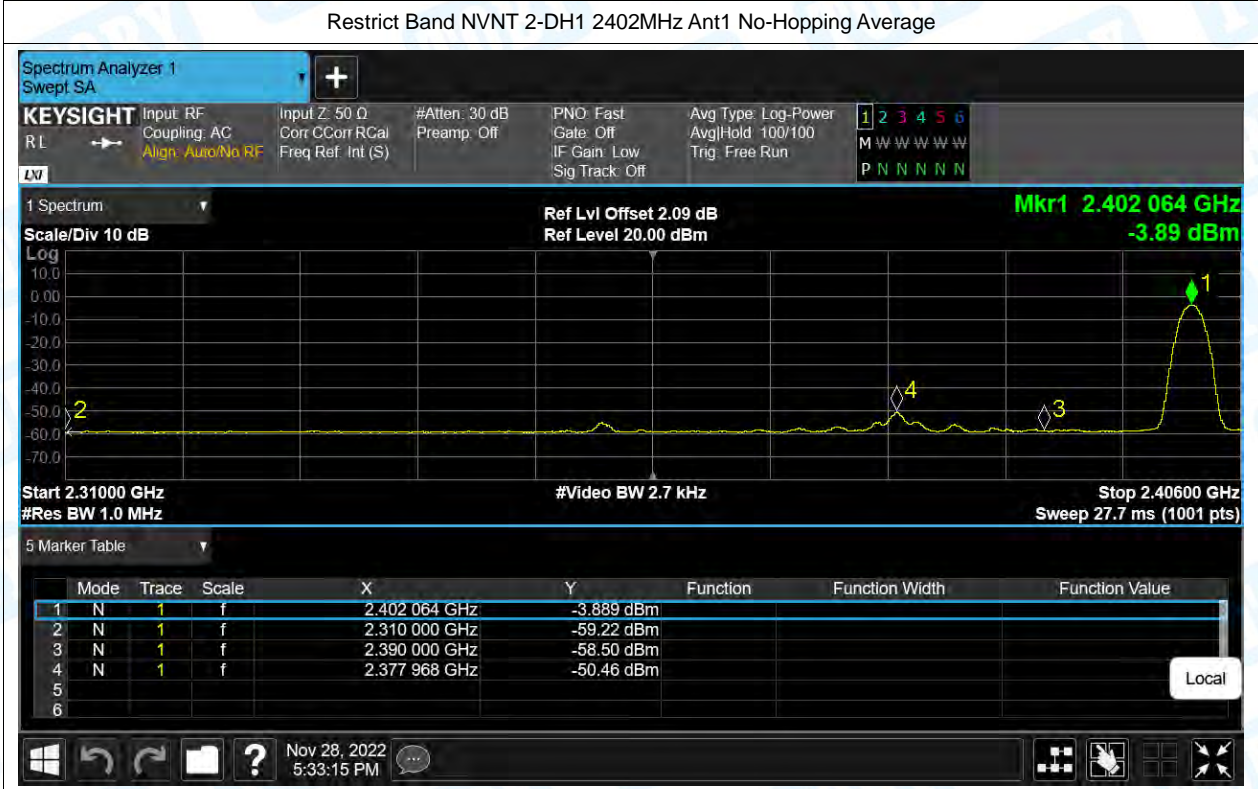 Restrict Band NVNT 2-DH1 2402MHz Ant1 No-Hopping Average
Spectrum Analyzer 1
Swept SA
+
KEYSIGHT
RL
LXI
Input: RF
Coupling: AC
Align: Auto/No RF
Input Z: 50 Ω
Corr CCorr RCal
Freq Ref: Int (S)
#Atten: 30 dB
Preamp: Off
PNO: Fast
Gate: Off
IF Gain: Low
Sig Track: Off
Avg Type: Log-Power
Avg|Hold: 100/100
Trig: Free Run
1 2 3 4 5 6
M W W W W W
P N N N N N
1 Spectrum
Scale/Div 10 dB
Ref Lvl Offset 2.09 dB
Ref Level 20.00 dBm
Mkr1 2.402 064 GHz
-3.89 dBm
Log
10.0
0.00
-10.0
-20.0
-30.0
-40.0
-50.0
-60.0
-70.0
1
2
4
3
Start 2.31000 GHz
#Video BW 2.7 kHz
Stop 2.40600 GHz
#Res BW 1.0 MHz
Sweep 27.7 ms (1001 pts)
5 Marker Table
Mode Trace Scale X Y Function Function Width Function Value
1 N 1 f 2.402 064 GHz -3.889 dBm
2 N 1 f 2.310 000 GHz -59.22 dBm
3 N 1 f 2.390 000 GHz -58.50 dBm
4 N 1 f 2.377 968 GHz -50.46 dBm
5
6
Local
?
Nov 28, 2022
5:33:15 PM